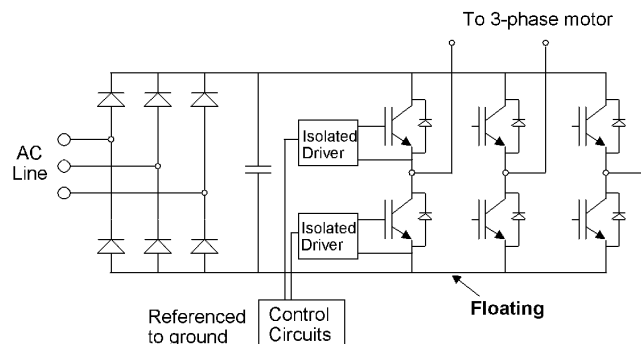 To 3-phase motor
AC
Line
Isolated
Driver
Isolated
Driver
Floating
Referenced
to ground
Control
Circuits